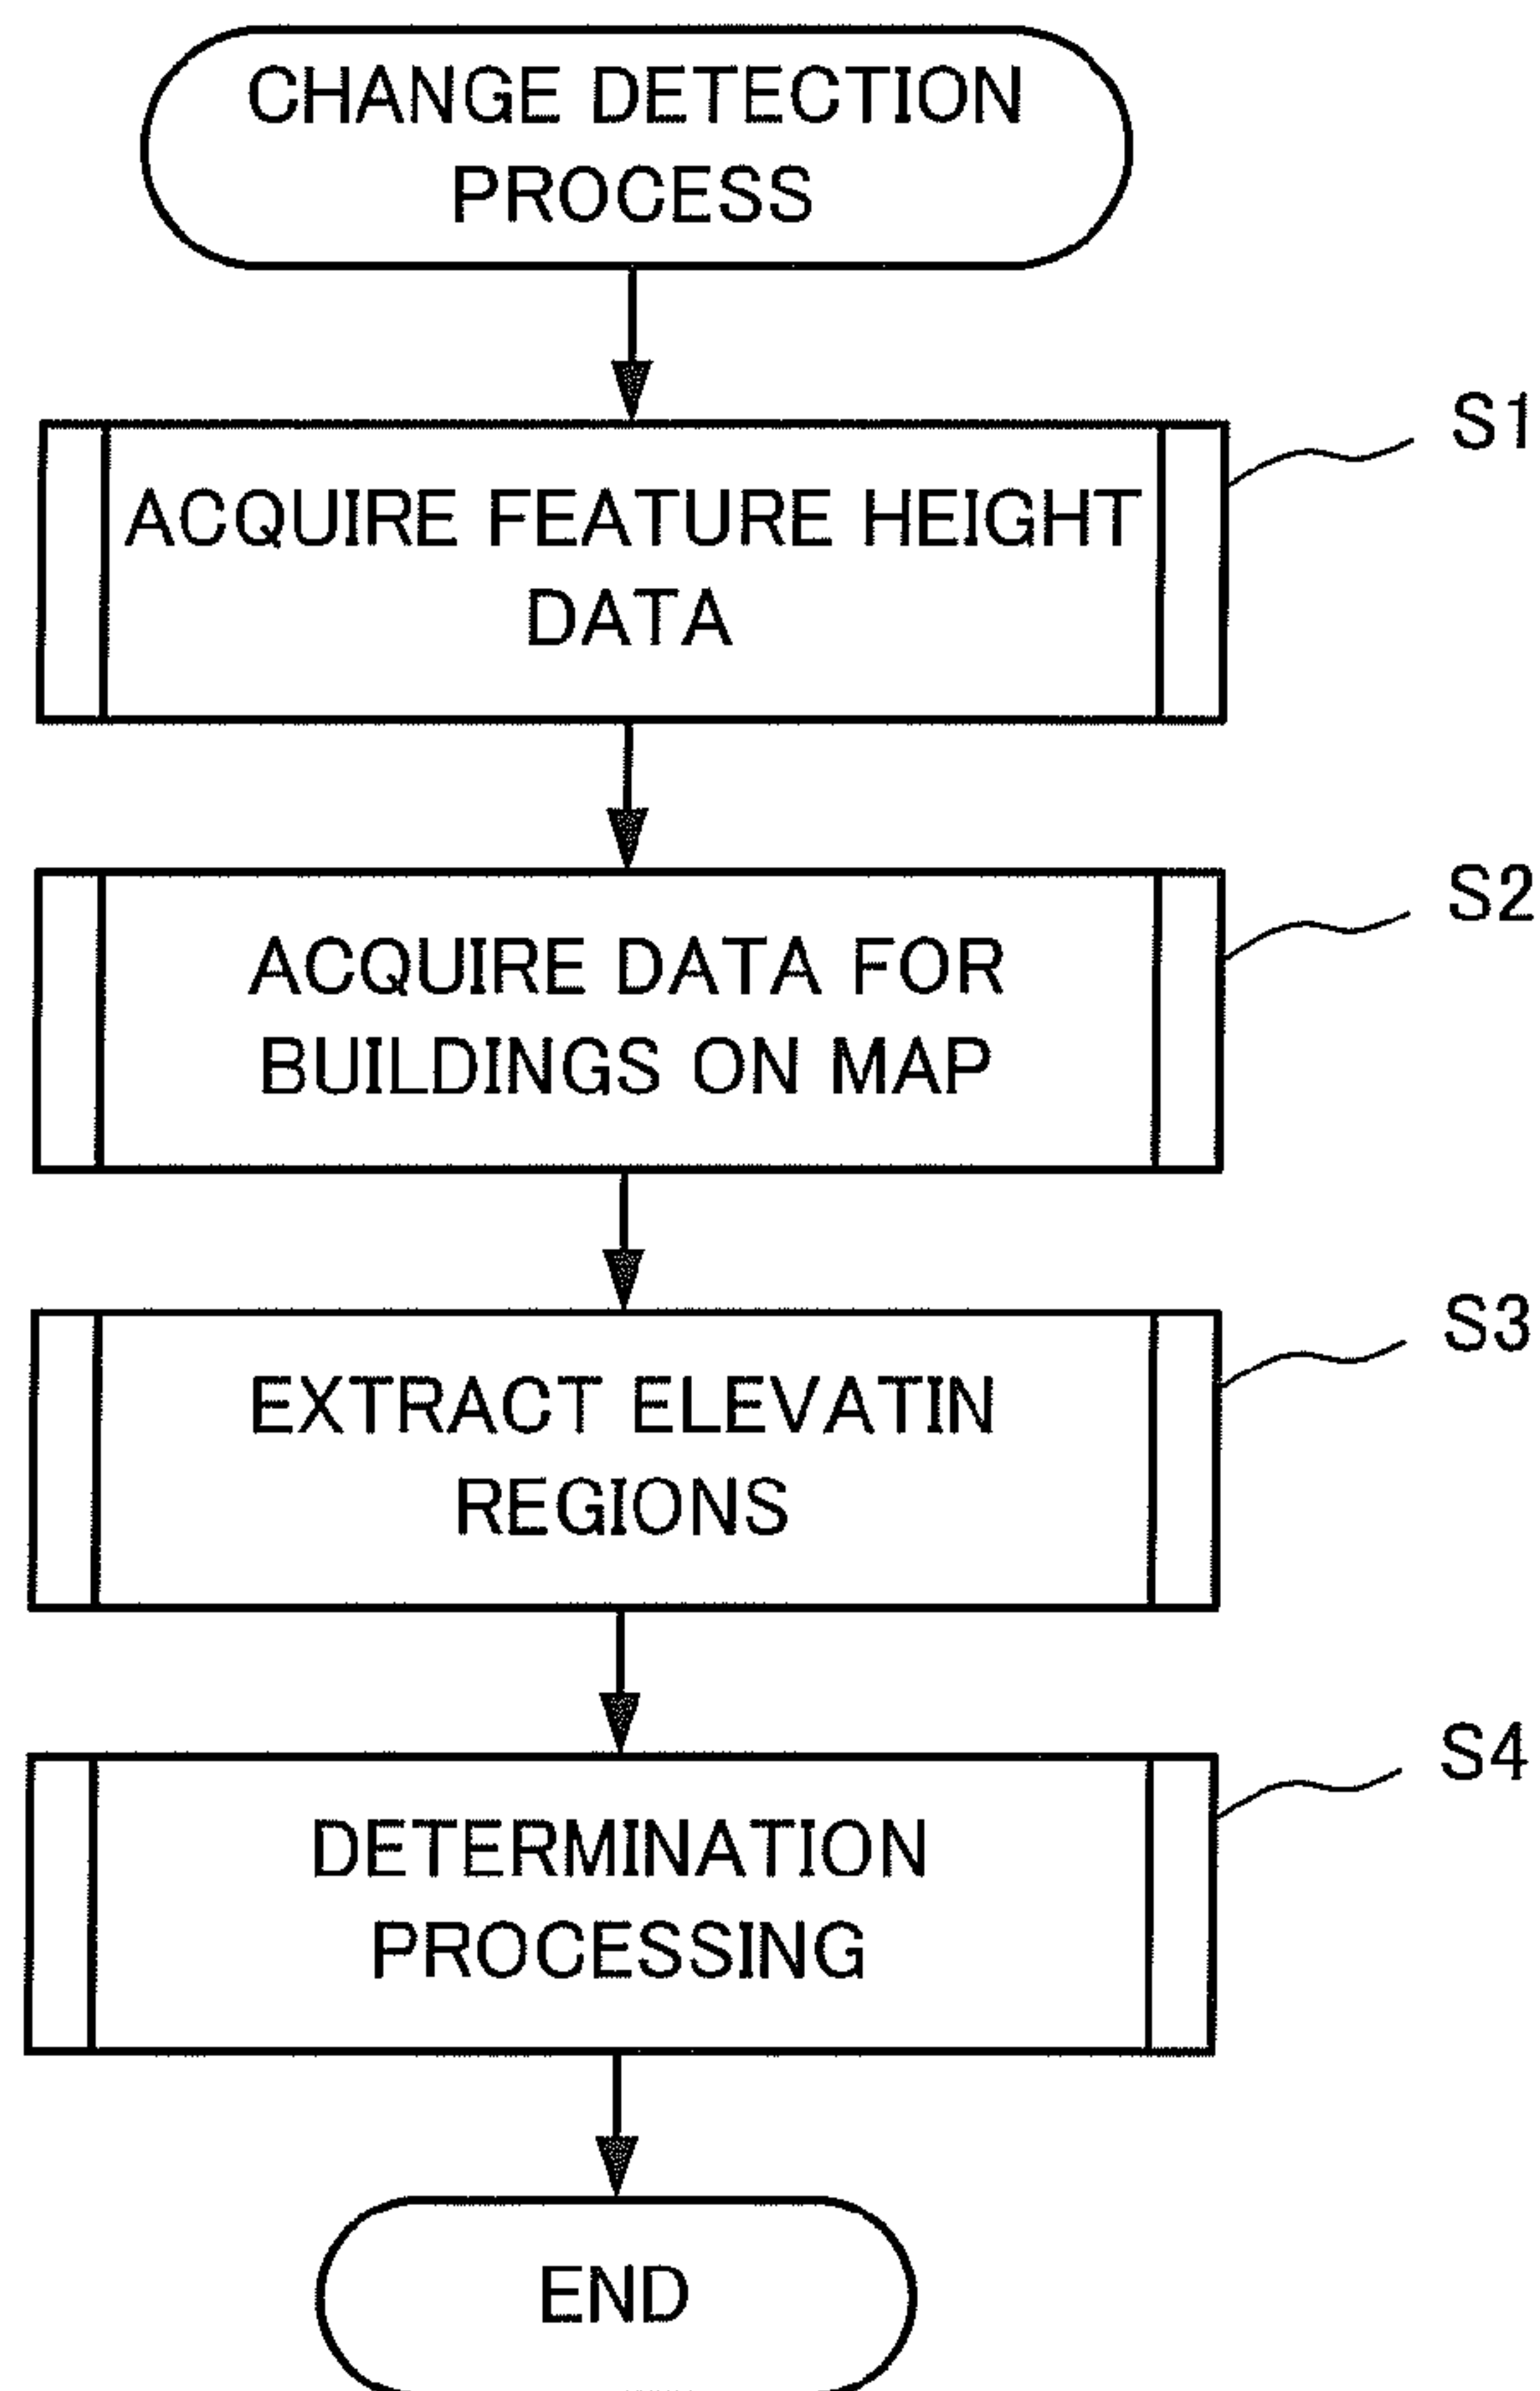 CHANGE DETECTION
PROCESS
S1
ACQUIRE FEATURE HEIGHT
DATA
S2
ACQUIRE DATA FOR
BUILDINGS ON MAP
S3
EXTRACT ELEVATIN
REGIONS
S4
DETERMINATION
PROCESSING
END